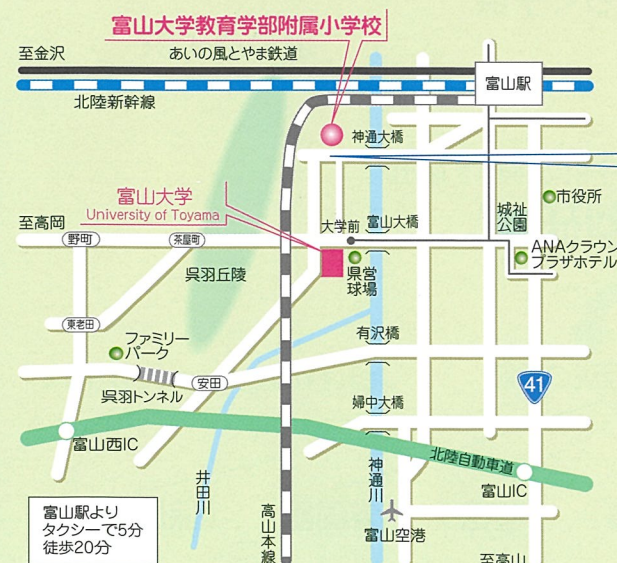 富山大学教育学部附属小学校
至金沢
あいの風とやま鉄道
富山駅
北陸新幹線
神通大橋
富山大学
University of Toyama
市役所
城祉
公園
至高岡
野町
茶屋町
大学前
富山大橋
ANAクラウン
プラザホテル
呉羽丘陵
県営
球場
東老田
ファミリー
パーク
有沢橋
安田
呉羽トンネル
41
婦中大橋
富山西IC
北陸自動車道
神通川
井田川
富山IC
高山本線
富山空港
富山駅より
タクシーで5分
徒歩20分
至高山